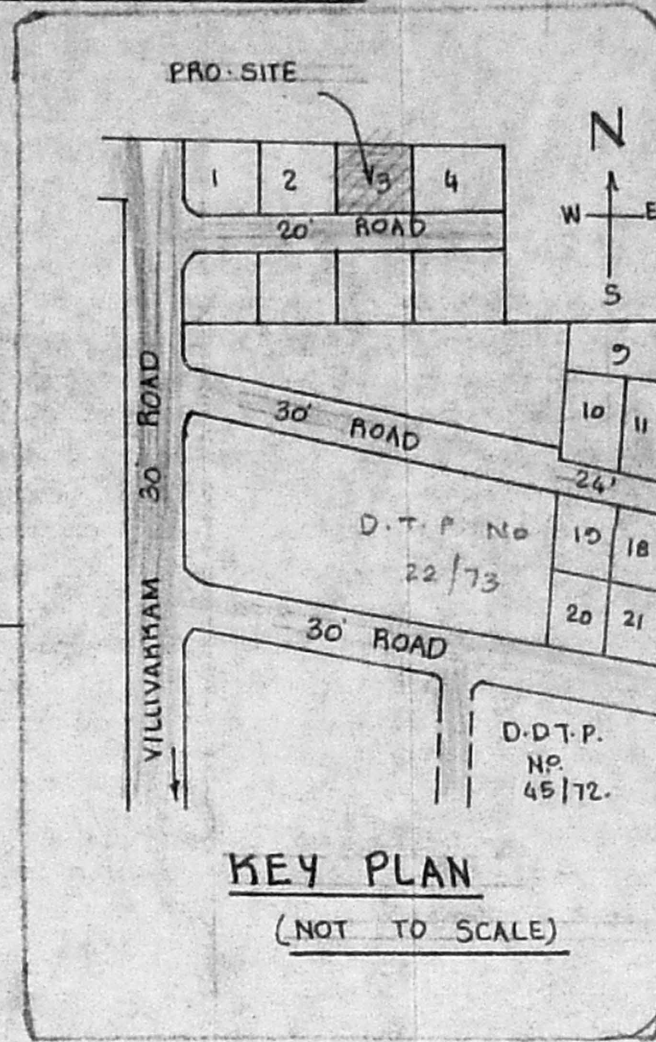 PRO·SITE
N
1 2 3 4
W E
20' ROAD
S
9
30' ROAD
10 11
24'
VILLIVAKKAM 30' ROAD
D.T.P. No
22/73
19 18
20 21
30' ROAD
D.D.T.P.
NO.
45/72.
KEY PLAN
(NOT TO SCALE)